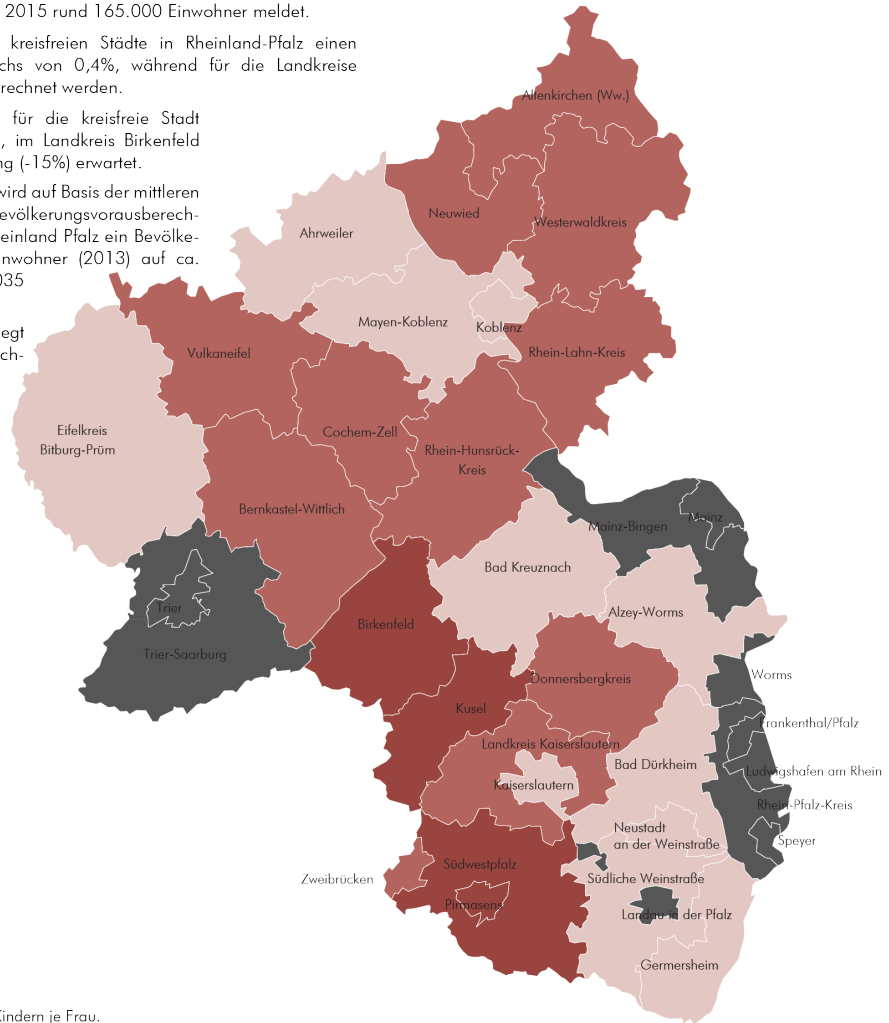 2015 rund 165.000 Einwohner meldet.
kreisfreien Städte in Rheinland-Pfalz einen
chs von 0,4%, während für die Landkreise
rechnet werden.
für die kreisfreie Stadt
, im Landkreis Birkenfeld
ng (-15%) erwartet.
wird auf Basis der mittleren
evölkerungsvorausberech-
einland Pfalz ein Bevölke-
nwohner (2013) auf ca.
035
egt
ch-
Altenkirchen (Ww.)
Neuwied
Westerwaldkreis
Ahrweiler
Mayen-Koblenz
Koblenz
Vulkaneifel
Rhein-Lahn-Kreis
Eifelkreis
Bitburg-Prüm
Cochem-Zell
Rhein-Hunsrück-
Kreis
Bernkastel-Wittlich
Mainz
Mainz-Bingen
Bad Kreuznach
Trier
Alzey-Worms
Birkenfeld
Trier-Saarburg
Worms
Donnersbergkreis
Kusel
Frankenthal/Pfalz
Landkreis Kaiserslautern
Bad Dürkheim
Ludwigshafen am Rhein
Kaiserslautern
Rhein-Pfalz-Kreis
Neustadt
an der Weinstraße
Speyer
Südwestpfalz
Zweibrücken
Südliche Weinstraße
Pirmasens
Landau in der Pfalz
Germersheim
Kindern je Frau.